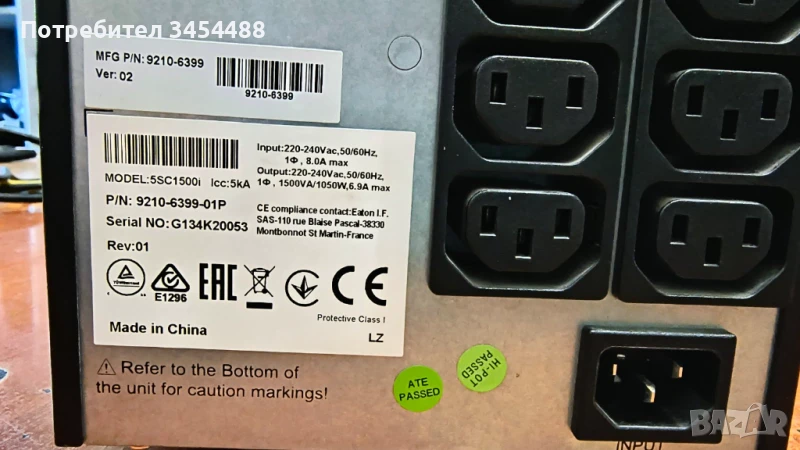 Потребител 3454488
MFG P/N: 9210-6399
Ver: 02
9210-6399
MODEL:5SC1500i Icc:5kA
P/N: 9210-6399-01P
Serial NO:G134K20053
Rev:01
Input:220-240Vac,50/60Hz,
1Φ, 8.0A max
Output:220-240Vac,50/60Hz,
1Φ, 1500VA/1050W,6.9A max
CE compliance contact:Eaton I.F.
SAS-110 rue Blaise Pascal-38330
Montbonnot St Martin-France
E1296
EAC
CE
Protective Class I
Made in China
LZ
⚠ Refer to the Bottom of
the unit for caution markings!
ATE
PASSED
HI-POT
PASSED
INPUT
BAZAR